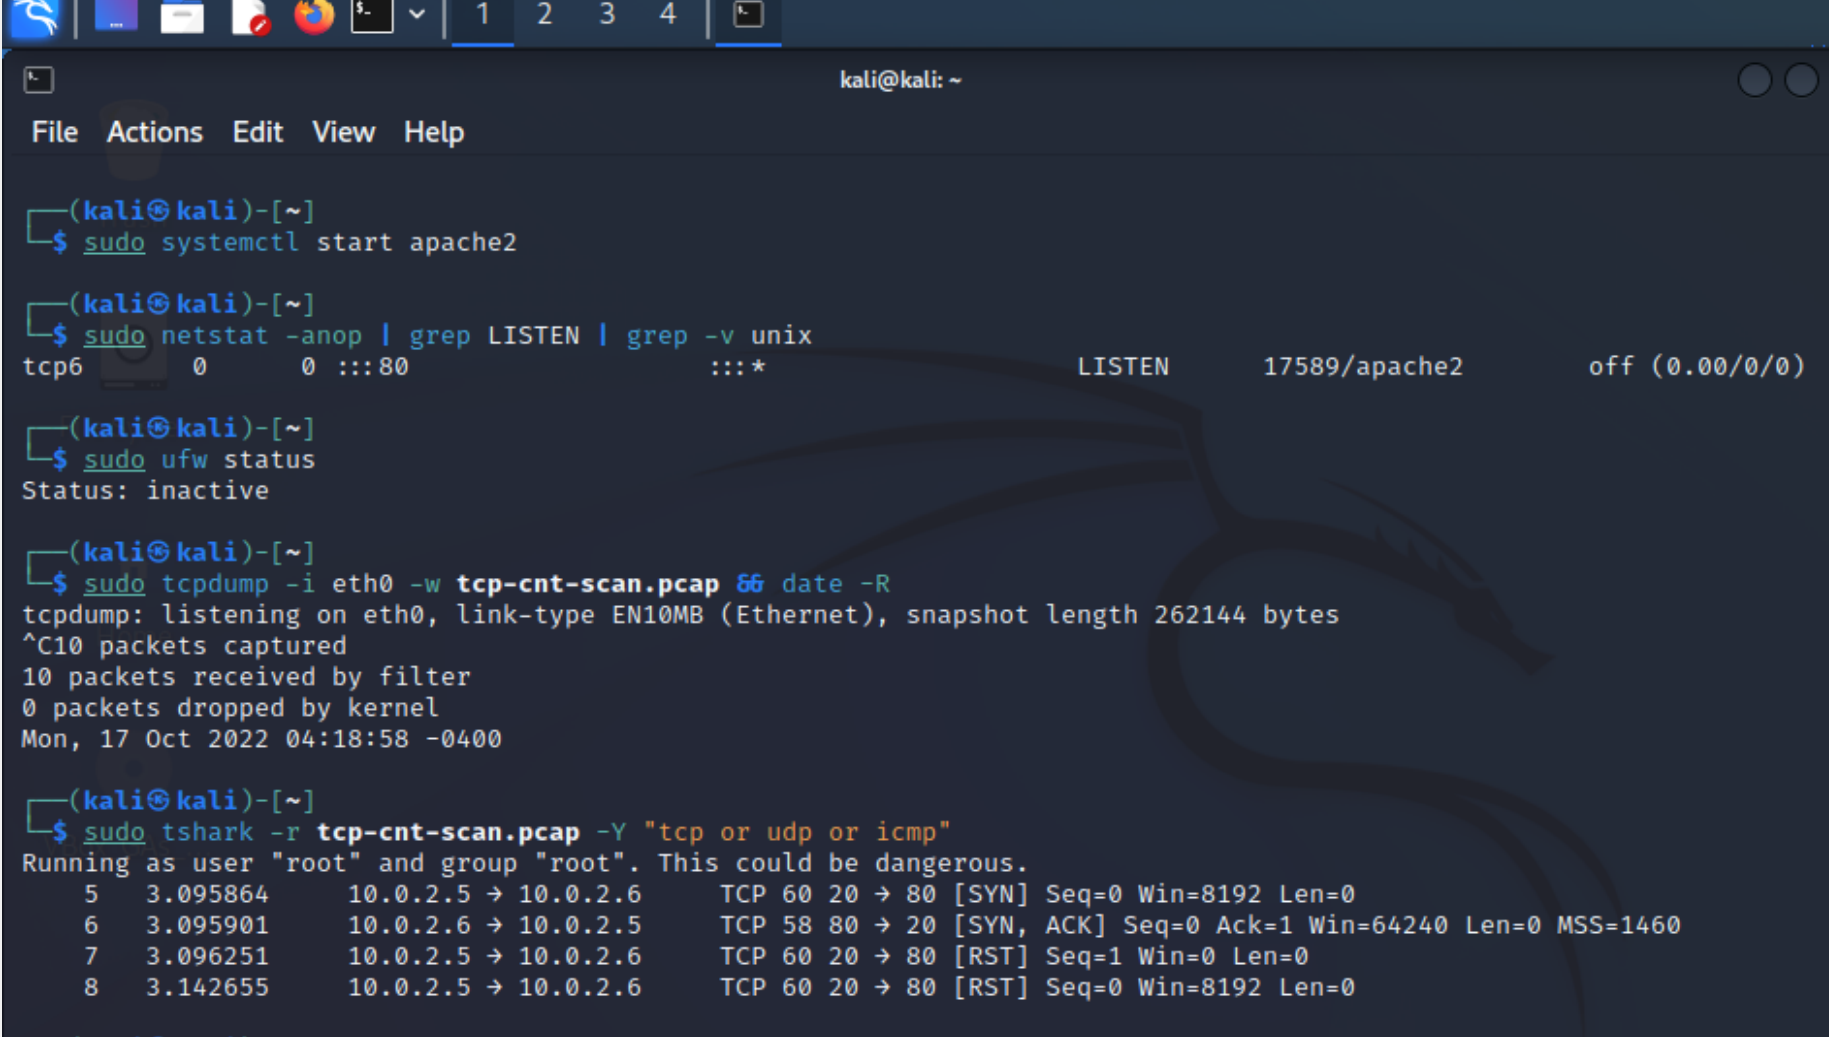 1 2 3 4
kali@kali: ~
File Actions Edit View Help
┌──(kali㉿kali)-[~]
└─$ sudo systemctl start apache2
┌──(kali㉿kali)-[~]
└─$ sudo netstat -anop | grep LISTEN | grep -v unix
tcp6 0 0 :::80 :::* LISTEN 17589/apache2 off (0.00/0/0)
┌──(kali㉿kali)-[~]
└─$ sudo ufw status
Status: inactive
┌──(kali㉿kali)-[~]
└─$ sudo tcpdump -i eth0 -w tcp-cnt-scan.pcap && date -R
tcpdump: listening on eth0, link-type EN10MB (Ethernet), snapshot length 262144 bytes
^C10 packets captured
10 packets received by filter
0 packets dropped by kernel
Mon, 17 Oct 2022 04:18:58 -0400
┌──(kali㉿kali)-[~]
└─$ sudo tshark -r tcp-cnt-scan.pcap -Y "tcp or udp or icmp"
Running as user "root" and group "root". This could be dangerous.
5 3.095864 10.0.2.5 → 10.0.2.6 TCP 60 20 → 80 [SYN] Seq=0 Win=8192 Len=0
6 3.095901 10.0.2.6 → 10.0.2.5 TCP 58 80 → 20 [SYN, ACK] Seq=0 Ack=1 Win=64240 Len=0 MSS=1460
7 3.096251 10.0.2.5 → 10.0.2.6 TCP 60 20 → 80 [RST] Seq=1 Win=0 Len=0
8 3.142655 10.0.2.5 → 10.0.2.6 TCP 60 20 → 80 [RST] Seq=0 Win=8192 Len=0